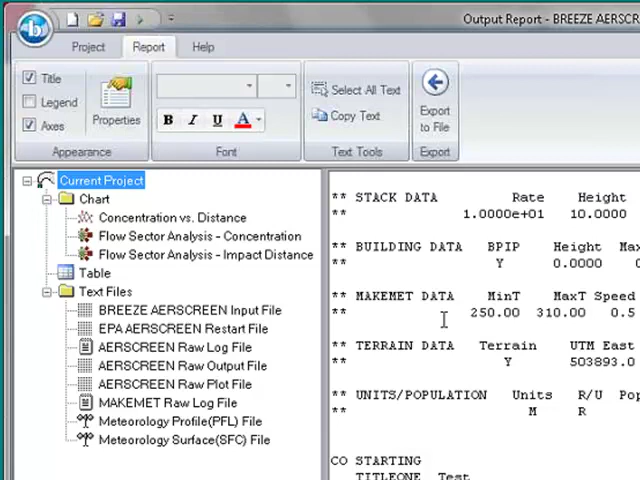 Output Report - BREEZE AERSCRE
Project Report Help
Title
Legend
Axes
Properties
Appearance
B I U A
Font
Select All Text
Copy Text
Text Tools
Export
to File
Export
Current Project
Chart
Concentration vs. Distance
Flow Sector Analysis - Concentration
Flow Sector Analysis - Impact Distance
Table
Text Files
BREEZE AERSCREEN Input File
EPA AERSCREEN Restart File
AERSCREEN Raw Log File
AERSCREEN Raw Output File
AERSCREEN Raw Plot File
MAKEMET Raw Log File
Meteorology Profile(PFL) File
Meteorology Surface(SFC) File
** STACK DATA Rate Height
** 1.0000e+01 10.0000
** BUILDING DATA BPIP Height Max
** Y 0.0000 0.00
** MAKEMET DATA MinT MaxT Speed
** 250.00 310.00 0.5
** TERRAIN DATA Terrain UTM East
** Y 503893.0
** UNITS/POPULATION Units R/U Pop
** M R
CO STARTING
TITLEONE Test